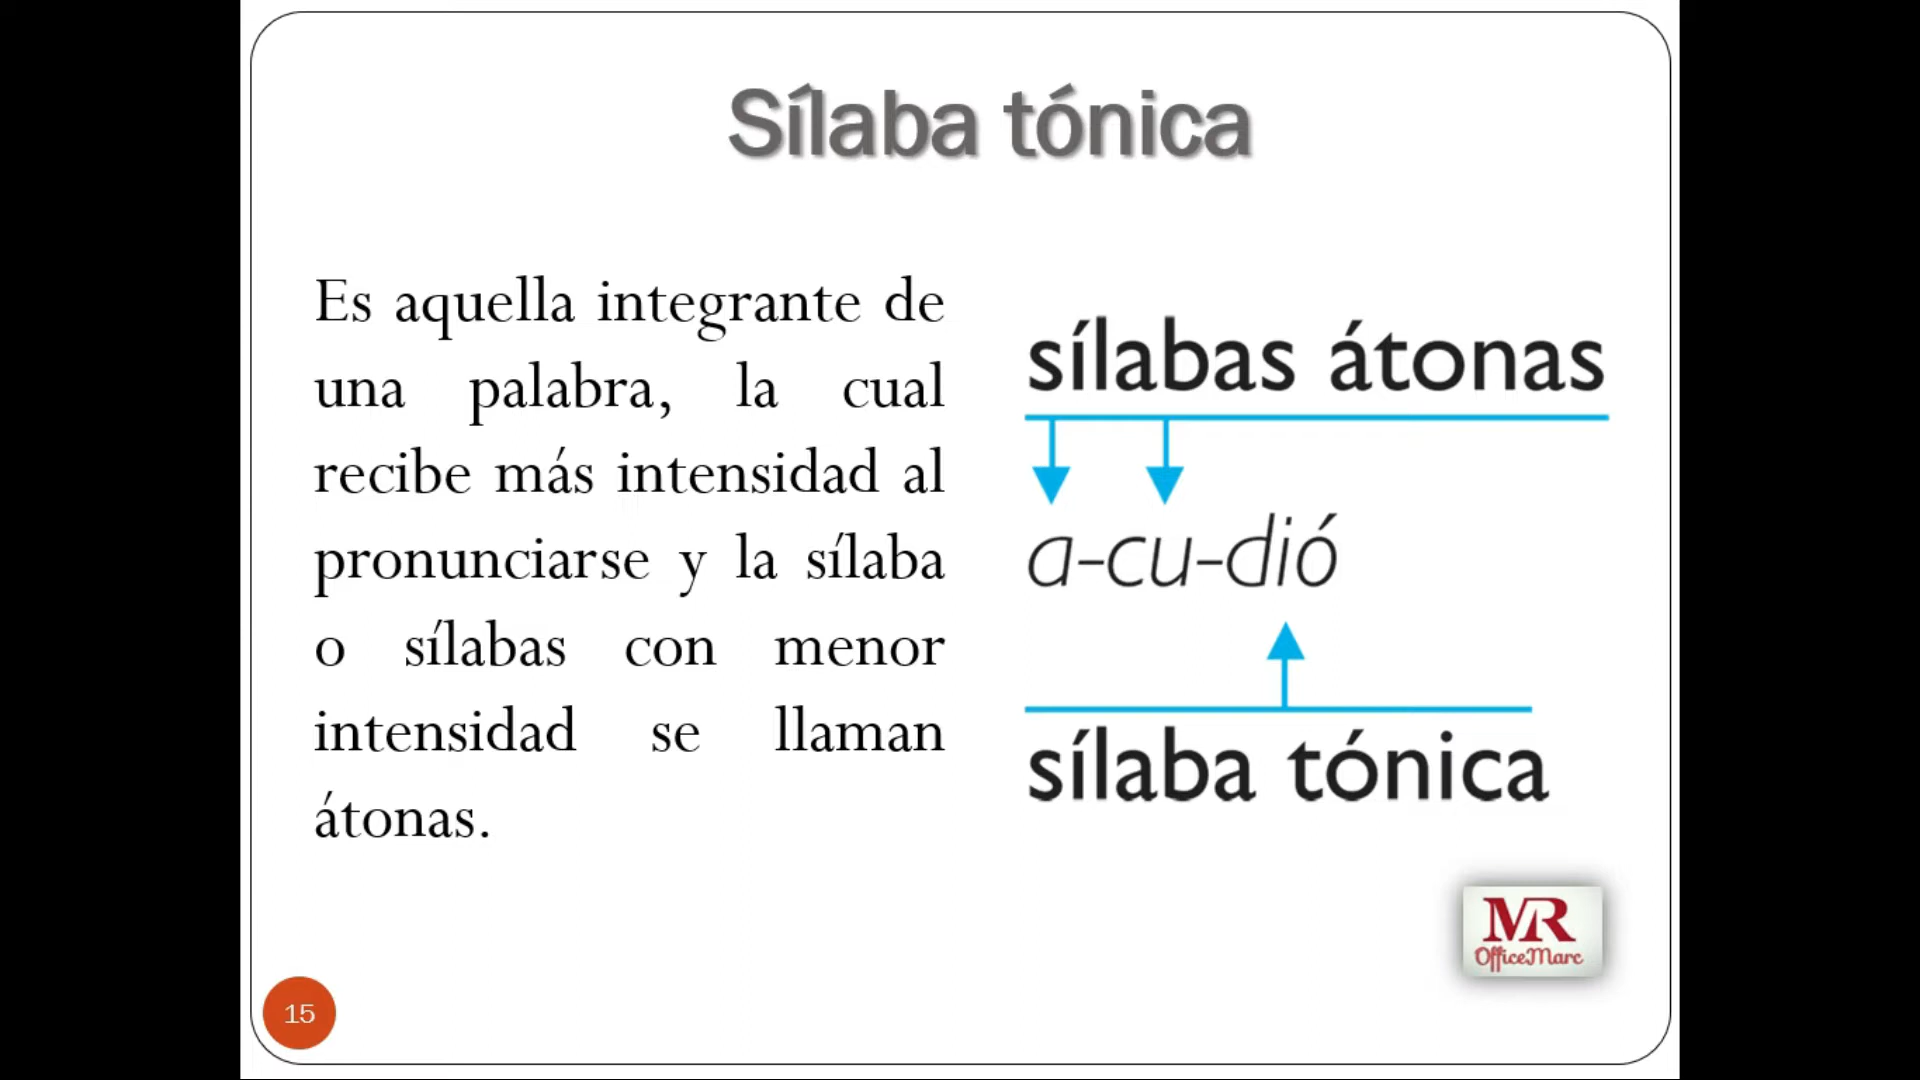 Sílaba tónica
Es aquella integrante de
una palabra, la cual
recibe más intensidad al
pronunciarse y la sílaba
o sílabas con menor
intensidad se llaman
átonas.
sílabas átonas
a-cu-dió
sílaba tónica
MR
OfficeMarc
15